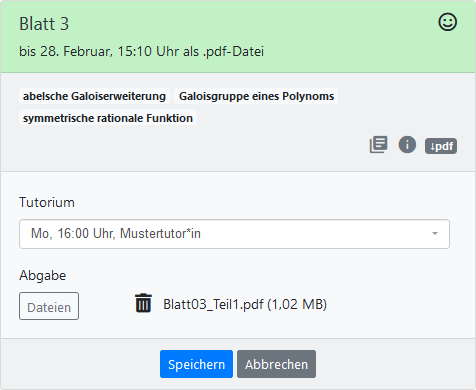 Blatt 3
bis 28. Februar, 15:10 Uhr als .pdf-Datei
abelsche Galoiserweiterung Galoisgruppe eines Polynoms
symmetrische rationale Funktion
↓pdf
Tutorium
Mo, 16:00 Uhr, Mustertutor*in
Abgabe
Dateien Blatt03_Teil1.pdf (1,02 MB)
Speichern Abbrechen